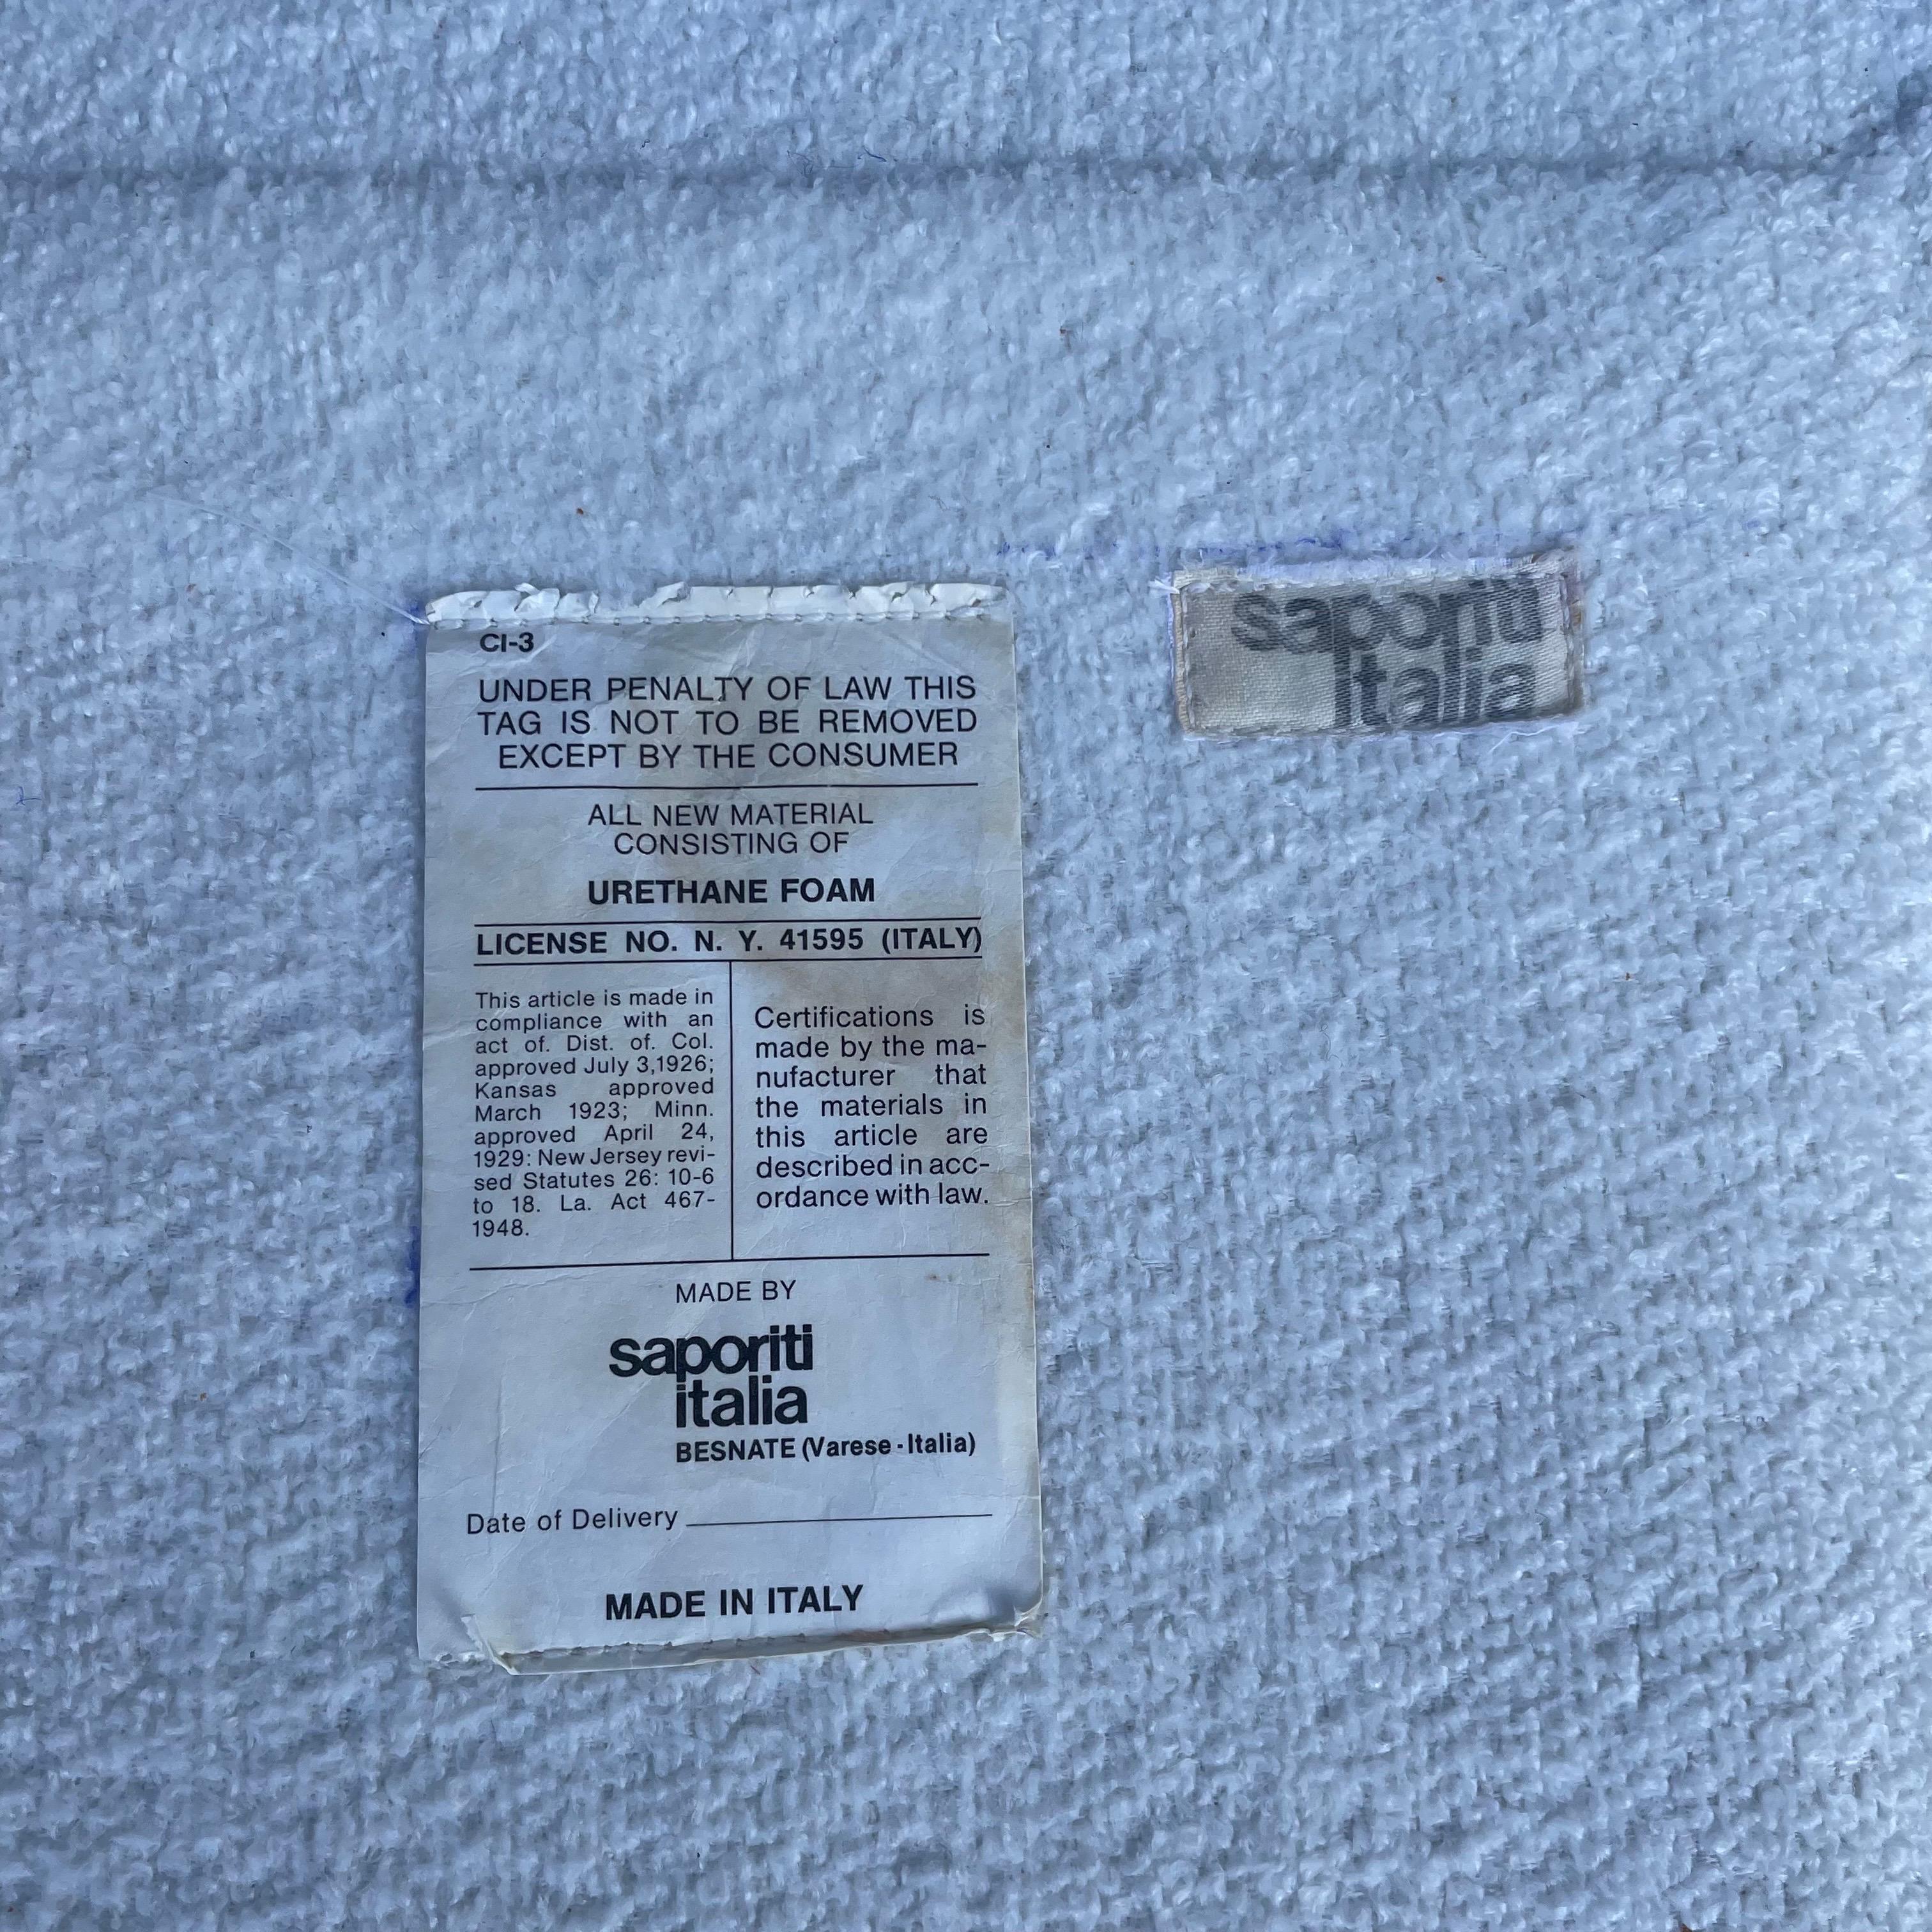 CI-3
UNDER PENALTY OF LAW THIS
TAG IS NOT TO BE REMOVED
EXCEPT BY THE CONSUMER
ALL NEW MATERIAL
CONSISTING OF
URETHANE FOAM
LICENSE NO. N. Y. 41595 (ITALY)
This article is made in
compliance with an
act of. Dist. of. Col.
approved July 3,1926;
Kansas approved
March 1923; Minn.
approved April 24,
1929: New Jersey revi-
sed Statutes 26: 10-6
to 18. La. Act 467-
1948.
Certifications is
made by the ma-
nufacturer that
the materials in
this article are
described in acc-
ordance with law.
MADE BY
saporiti
italia
BESNATE (Varese - Italia)
Date of Delivery
MADE IN ITALY
saporiti
italia